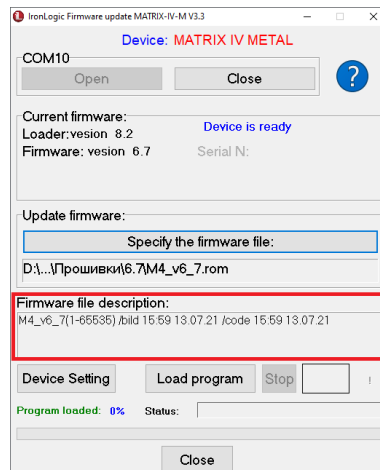 IronLogic Firmware update MATRIX-IV-M V3.3
Device: MATRIX IV METAL
COM10
Open Close
?
Current firmware:
Loader: vesion 8.2 Device is ready
Firmware: vesion 6.7 Serial N:
Update firmware:
Specify the firmware file:
D:\...\Прошивки\6.7\M4_v6_7.rom
Firmware file description:
M4_v6_7(1-65535) /bild 15:59 13.07.21 /code 15:59 13.07.21
Device Setting Load program Stop !
Program loaded: 0% Status:
Close